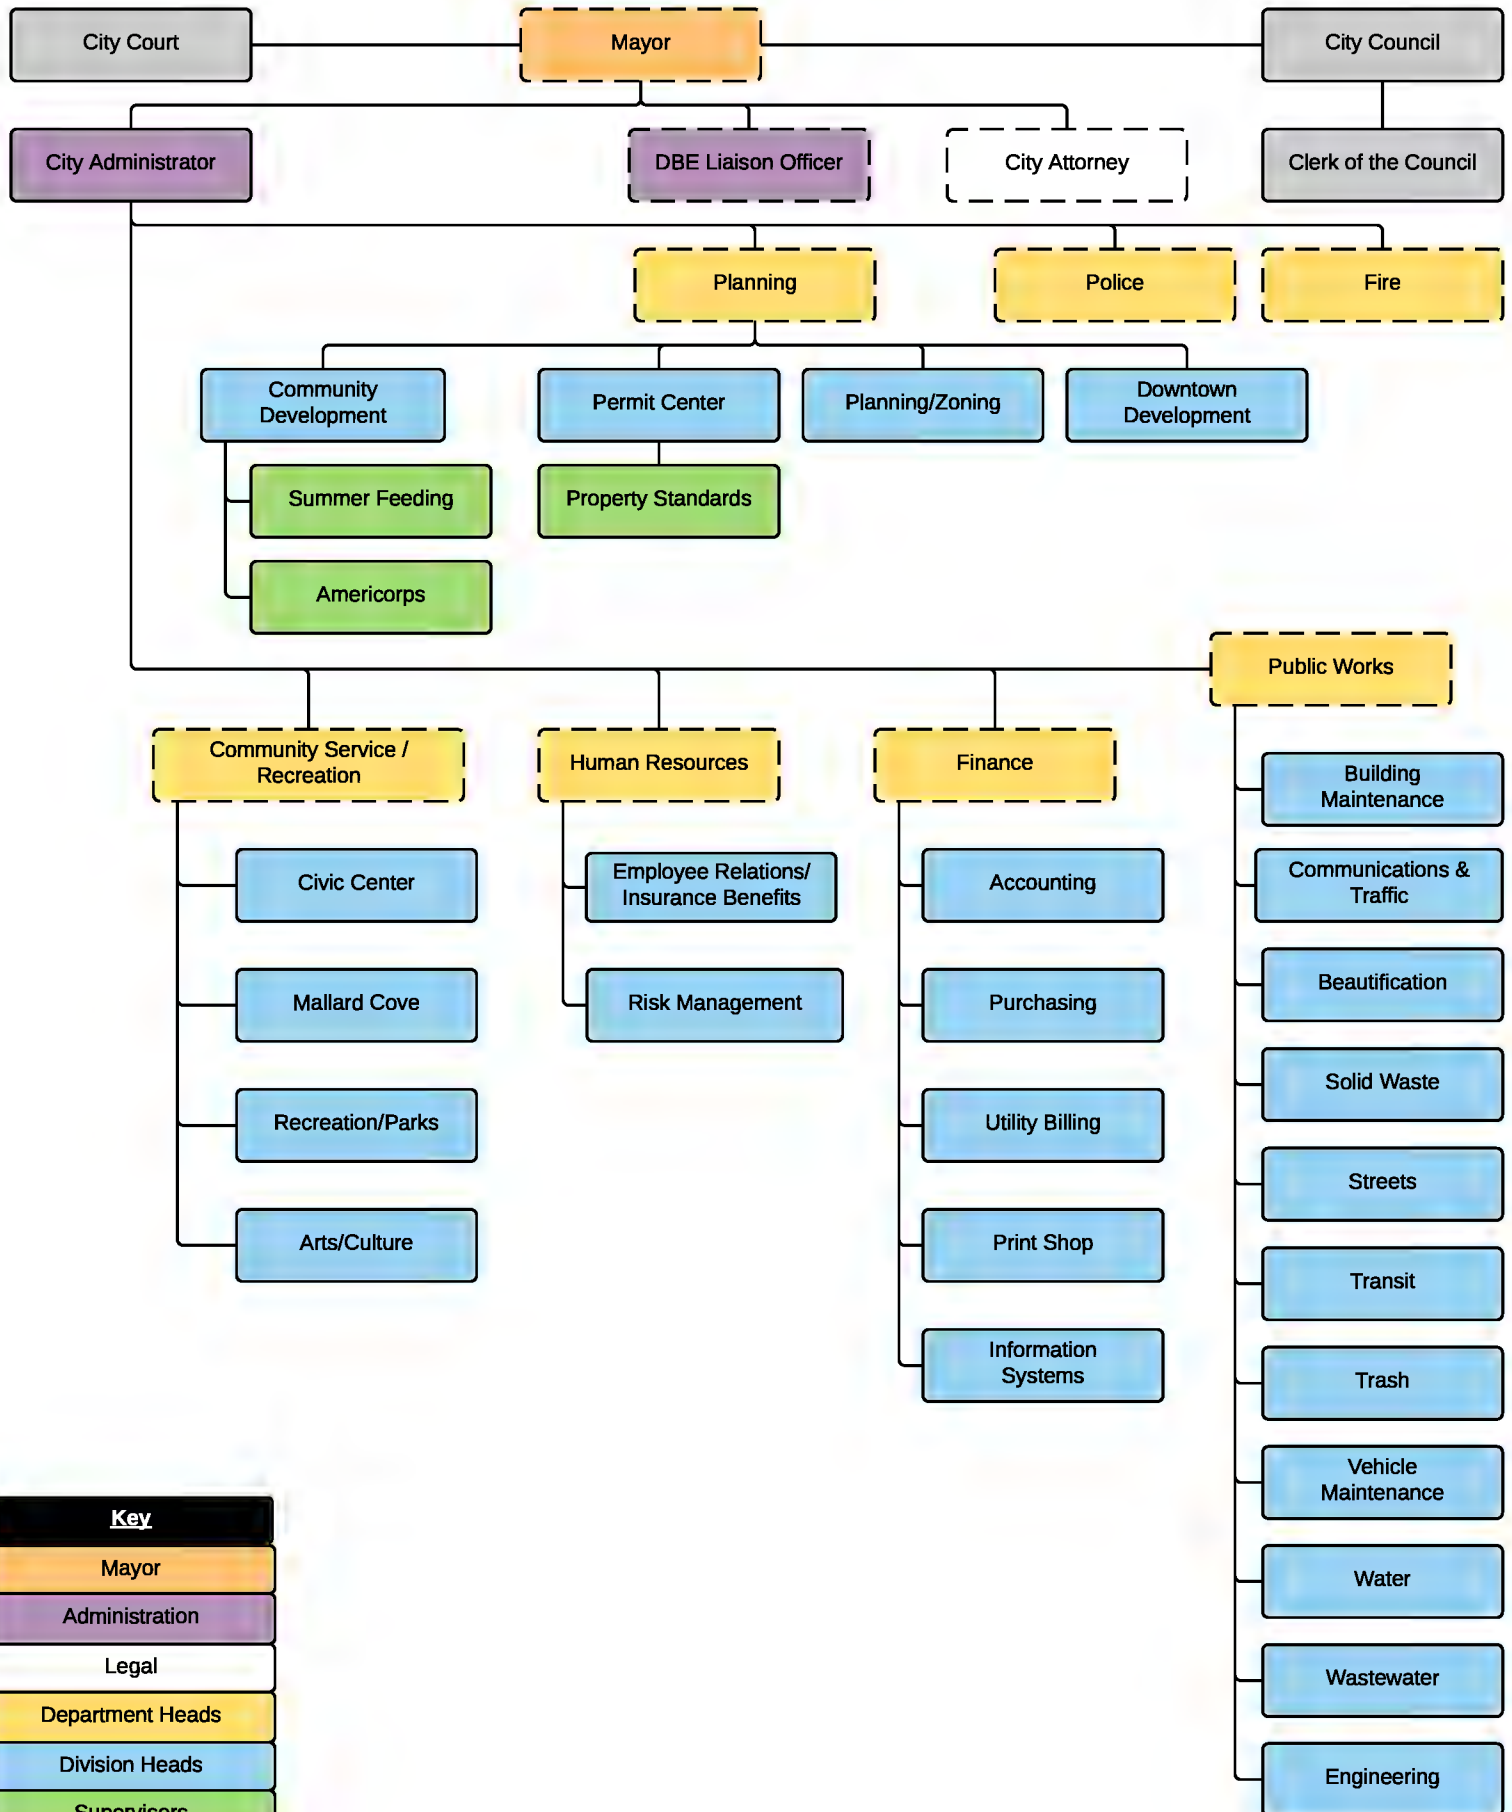 City Court
Mayor
City Council
City Administrator
DBE Liaison Officer
City Attorney
Clerk of the Council
Planning
Police
Fire
Community
Development
Permit Center
Planning/Zoning
Downtown
Development
Summer Feeding
Property Standards
Americorps
Public Works
Community Service /
Recreation
Human Resources
Finance
Building
Maintenance
Civic Center
Employee Relations/
Insurance Benefits
Accounting
Communications &
Traffic
Mallard Cove
Risk Management
Purchasing
Beautification
Solid Waste
Recreation/Parks
Utility Billing
Streets
Arts/Culture
Print Shop
Transit
Information
Systems
Trash
Vehicle
Maintenance
Key
Mayor
Water
Administration
Legal
Wastewater
Department Heads
Division Heads
Engineering
Supervisors